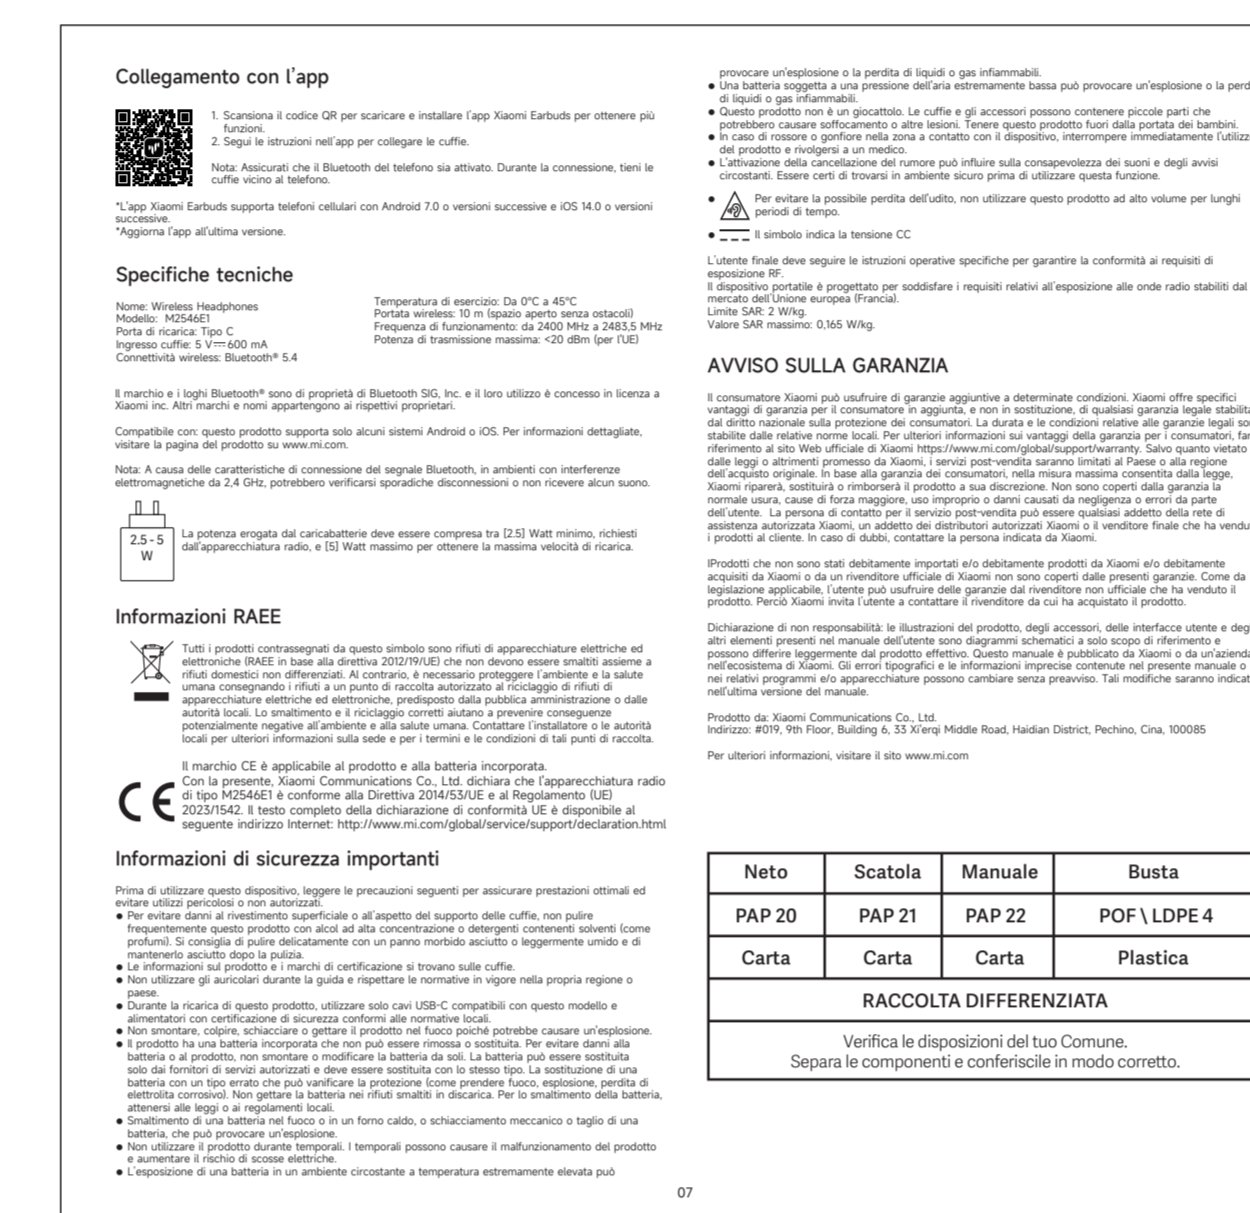 Collegamento con l'app
1. Scansiona il codice QR per scaricare e installare l'app Xiaomi Earbuds per ottenere più
funzioni.
2. Segui le istruzioni nell'app per collegare le cuffie.
Nota: Assicurati che il Bluetooth del telefono sia attivato. Durante la connessione, tieni le
cuffie vicino al telefono.
*L'app Xiaomi Earbuds supporta telefoni cellulari con Android 7.0 o versioni successive e iOS 14.0 o versioni
successive.
*Aggiorna l'app all'ultima versione.
Specifiche tecniche
Nome: Wireless Headphones
Modello: M2546E1
Porta di ricarica: Tipo C
Ingresso cuffie: 5 V⎓600 mA
Connettività wireless: Bluetooth® 5.4
Temperatura di esercizio: Da 0°C a 45°C
Portata wireless: 10 m (spazio aperto senza ostacoli)
Frequenza di funzionamento: da 2400 MHz a 2483,5 MHz
Potenza di trasmissione massima: <20 dBm (per l'UE)
Il marchio e i loghi Bluetooth® sono di proprietà di Bluetooth SIG, Inc. e il loro utilizzo è concesso in licenza a
Xiaomi inc. Altri marchi e nomi appartengono ai rispettivi proprietari.
Compatibile con: questo prodotto supporta solo alcuni sistemi Android o iOS. Per informazioni dettagliate,
visitare la pagina del prodotto su www.mi.com.
Nota: A causa delle caratteristiche di connessione del segnale Bluetooth, in ambienti con interferenze
elettromagnetiche da 2,4 GHz, potrebbero verificarsi sporadiche disconnessioni o non ricevere alcun suono.
2.5 - 5
W
La potenza erogata dal caricabatterie deve essere compresa tra [2.5] Watt minimo, richiesti
dall'apparecchiatura radio, e [5] Watt massimo per ottenere la massima velocità di ricarica.
Informazioni RAEE
Tutti i prodotti contrassegnati da questo simbolo sono rifiuti di apparecchiature elettriche ed
elettroniche (RAEE in base alla direttiva 2012/19/UE) che non devono essere smaltiti assieme a
rifiuti domestici non differenziati. Al contrario, è necessario proteggere l'ambiente e la salute
umana consegnando i rifiuti a un punto di raccolta autorizzato al riciclaggio di rifiuti di
apparecchiature elettriche ed elettroniche, predisposto dalla pubblica amministrazione o dalle
autorità locali. Lo smaltimento e il riciclaggio corretti aiutano a prevenire conseguenze
potenzialmente negative all'ambiente e alla salute umana. Contattare l'installatore o le autorità
locali per ulteriori informazioni sulla sede e per i termini e le condizioni di tali punti di raccolta.
CE
Il marchio CE è applicabile al prodotto e alla batteria incorporata.
Con la presente, Xiaomi Communications Co., Ltd. dichiara che l'apparecchiatura radio
di tipo M2546E1 è conforme alla Direttiva 2014/53/UE e al Regolamento (UE)
2023/1542. Il testo completo della dichiarazione di conformità UE è disponibile al
seguente indirizzo Internet: http://www.mi.com/global/service/support/declaration.html
Informazioni di sicurezza importanti
Prima di utilizzare questo dispositivo, leggere le precauzioni seguenti per assicurare prestazioni ottimali ed
evitare utilizzi pericolosi o non autorizzati.
● Per evitare danni al rivestimento superficiale o all'aspetto del supporto delle cuffie, non pulire
frequentemente questo prodotto con alcol ad alta concentrazione o detergenti contenenti solventi (come
profumi). Si consiglia di pulire delicatamente con un panno morbido asciutto o leggermente umido e di
mantenerlo asciutto dopo la pulizia.
● Le informazioni sul prodotto e i marchi di certificazione si trovano sulle cuffie.
● Non utilizzare gli auricolari durante la guida e rispettare le normative in vigore nella propria regione o
paese.
● Durante la ricarica di questo prodotto, utilizzare solo cavi USB-C compatibili con questo modello e
alimentatori con certificazione di sicurezza conformi alle normative locali.
● Non smontare, colpire, schiacciare o gettare il prodotto nel fuoco poiché potrebbe causare un'esplosione.
● Il prodotto ha una batteria incorporata che non può essere rimossa o sostituita. Per evitare danni alla
batteria o al prodotto, non smontare o modificare la batteria da soli. La batteria può essere sostituita
solo dai fornitori di servizi autorizzati e deve essere sostituita con lo stesso tipo. La sostituzione di una
batteria con un tipo errato che può vanificare la protezione (come prendere fuoco, esplosione, perdita di
elettrolita corrosivo). Non gettare la batteria nei rifiuti smaltiti in discarica. Per lo smaltimento della batteria,
attenersi alle leggi o ai regolamenti locali.
● Smaltimento di una batteria nel fuoco o in un forno caldo, o schiacciamento meccanico o taglio di una
batteria, che può provocare un'esplosione.
● Non utilizzare il prodotto durante temporali. I temporali possono causare il malfunzionamento del prodotto
e aumentare il rischio di scosse elettriche.
● L'esposizione di una batteria in un ambiente circostante a temperatura estremamente elevata può
provocare un'esplosione o la perdita di liquidi o gas infiammabili.
● Una batteria soggetta a una pressione dell'aria estremamente bassa può provocare un'esplosione o la perd
di liquidi o gas infiammabili.
● Questo prodotto non è un giocattolo. Le cuffie e gli accessori possono contenere piccole parti che
potrebbero causare soffocamento o altre lesioni. Tenere questo prodotto fuori dalla portata dei bambini.
● In caso di rossore o gonfiore nella zona a contatto con il dispositivo, interrompere immediatamente l'utiliz
del prodotto e rivolgersi a un medico.
● L'attivazione della cancellazione del rumore può influire sulla consapevolezza dei suoni e degli avvisi
circostanti. Essere certi di trovarsi in ambiente sicuro prima di utilizzare questa funzione.
● Per evitare la possibile perdita dell'udito, non utilizzare questo prodotto ad alto volume per lunghi
periodi di tempo.
● Il simbolo indica la tensione CC
L'utente finale deve seguire le istruzioni operative specifiche per garantire la conformità ai requisiti di
esposizione RF.
Il dispositivo portatile è progettato per soddisfare i requisiti relativi all'esposizione alle onde radio stabiliti dal
mercato dell'Unione europea (Francia).
Limite SAR: 2 W/kg.
Valore SAR massimo: 0,165 W/kg.
AVVISO SULLA GARANZIA
Il consumatore Xiaomi può usufruire di garanzie aggiuntive a determinate condizioni. Xiaomi offre specifici
vantaggi di garanzia per il consumatore in aggiunta, e non in sostituzione, di qualsiasi garanzia legale stabilita
dal diritto nazionale sulla protezione dei consumatori. La durata e le condizioni relative alle garanzie legali so
stabilite dalle relative norme locali. Per ulteriori informazioni sui vantaggi della garanzia per i consumatori, far
riferimento al sito Web ufficiale di Xiaomi https://www.mi.com/global/support/warranty. Salvo quanto vietato
dalle leggi o altrimenti promesso da Xiaomi, i servizi post-vendita saranno limitati al Paese o alla regione
dell'acquisto originale. In base alla garanzia dei consumatori, nella misura massima consentita dalla legge,
Xiaomi riparerà, sostituirà o rimborserà il prodotto a sua discrezione. Non sono coperti dalla garanzia la
normale usura, cause di forza maggiore, uso improprio o danni causati da negligenza o errori da parte
dell'utente. La persona di contatto per il servizio post-vendita può essere qualsiasi addetto della rete di
assistenza autorizzata Xiaomi, un addetto dei distributori autorizzati Xiaomi o il venditore finale che ha vendu
i prodotti al cliente. In caso di dubbi, contattare la persona indicata da Xiaomi.
IProdotti che non sono stati debitamente importati e/o debitamente prodotti da Xiaomi e/o debitamente
acquisiti da Xiaomi o da un rivenditore ufficiale di Xiaomi non sono coperti dalle presenti garanzie. Come da
legislazione applicabile, l'utente può usufruire delle garanzie dal rivenditore non ufficiale che ha venduto il
prodotto. Perciò Xiaomi invita l'utente a contattare il rivenditore da cui ha acquistato il prodotto.
Dichiarazione di non responsabilità: le illustrazioni del prodotto, degli accessori, delle interfacce utente e deg
altri elementi presenti nel manuale dell'utente sono diagrammi schematici a solo scopo di riferimento e
possono differire leggermente dal prodotto effettivo. Questo manuale è pubblicato da Xiaomi o da un'azienda
nell'ecosistema di Xiaomi. Gli errori tipografici e le informazioni imprecise contenute nel presente manuale o
nei relativi programmi e/o apparecchiature possono cambiare senza preavviso. Tali modifiche saranno indicat
nell'ultima versione del manuale.
Prodotto da: Xiaomi Communications Co., Ltd.
Indirizzo: #019, 9th Floor, Building 6, 33 Xi'erqi Middle Road, Haidian District, Pechino, Cina, 100085
Per ulteriori informazioni, visitare il sito www.mi.com
Neto Scatola Manuale Busta
PAP 20 PAP 21 PAP 22 POF \ LDPE 4
Carta Carta Carta Plastica
RACCOLTA DIFFERENZIATA
Verifica le disposizioni del tuo Comune.
Separa le componenti e conferiscile in modo corretto.
07